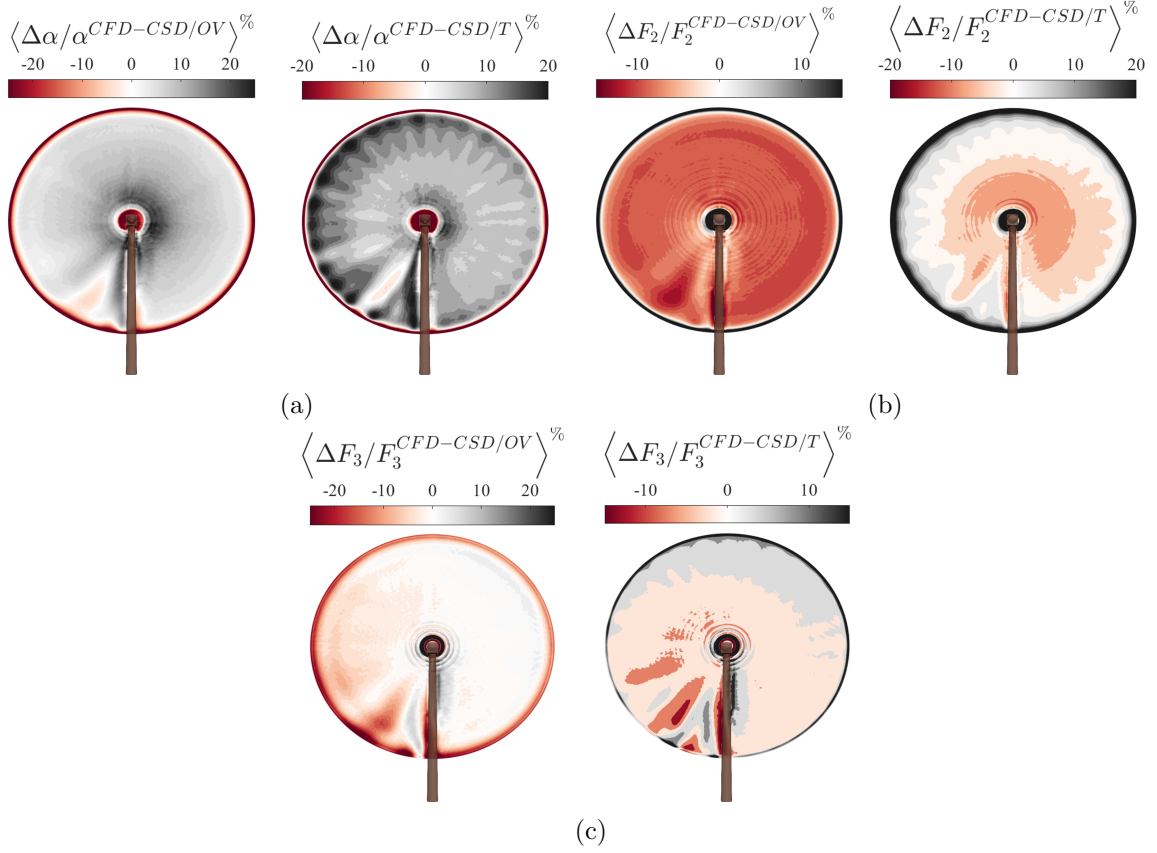 ⟨Δα/α^{CFD−CSD/OV}⟩^% ⟨Δα/α^{CFD−CSD/T}⟩^% ⟨ΔF_2/F_2^{CFD−CSD/OV}⟩^% ⟨ΔF_2/F_2^{CFD−CSD/T}⟩^%
-20 -10 0 10 20 -20 -10 0 10 20 -10 0 10 -20 -10 0 10 20
(a) (b)
⟨ΔF_3/F_3^{CFD−CSD/OV}⟩^% ⟨ΔF_3/F_3^{CFD−CSD/T}⟩^%
-20 -10 0 10 20 -10 0 10
(c)